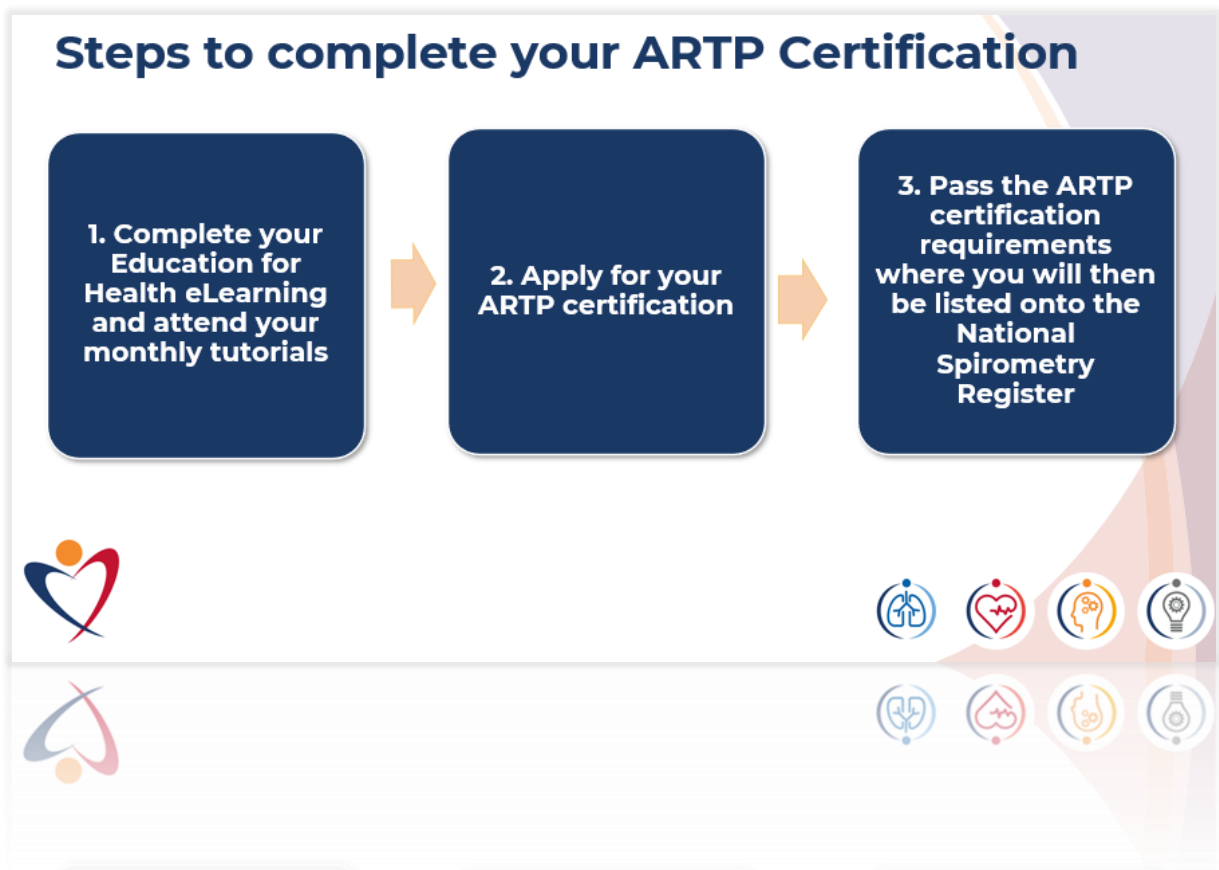 Steps to complete your ARTP Certification
1. Complete your
Education for
Health eLearning
and attend your
monthly tutorials
2. Apply for your
ARTP certification
3. Pass the ARTP
certification
requirements
where you will then
be listed onto the
National
Spirometry
Register